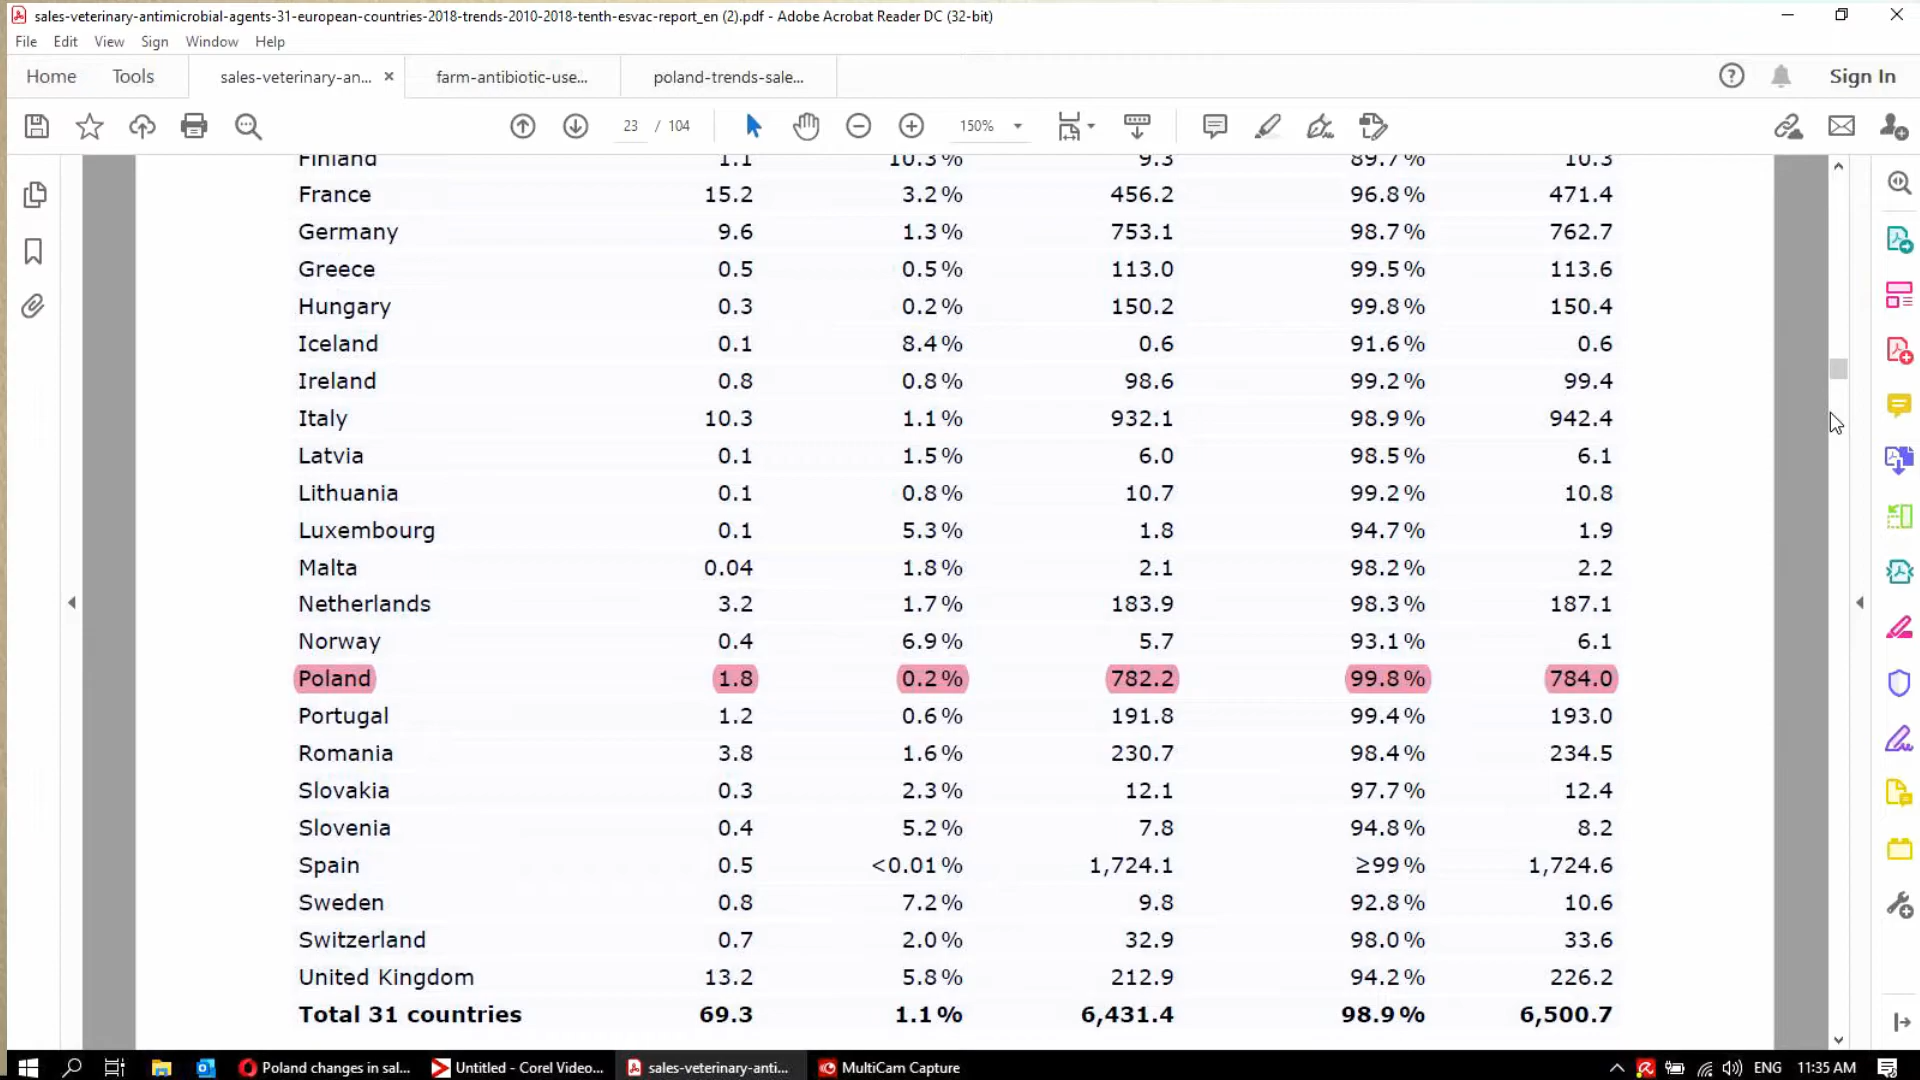 sales-veterinary-antimicrobial-agents-31-european-countries-2018-trends-2010-2018-tenth-esvac-report_en (2).pdf - Adobe Acrobat Reader DC (32-bit)
File Edit View Sign Window Help
Home Tools sales-veterinary-an... × farm-antibiotic-use... poland-trends-sale... Sign In
23 / 104 150%
Finland 1.1 10.3 % 9.3 89.7 % 10.3
France 15.2 3.2 % 456.2 96.8 % 471.4
Germany 9.6 1.3 % 753.1 98.7 % 762.7
Greece 0.5 0.5 % 113.0 99.5 % 113.6
Hungary 0.3 0.2 % 150.2 99.8 % 150.4
Iceland 0.1 8.4 % 0.6 91.6 % 0.6
Ireland 0.8 0.8 % 98.6 99.2 % 99.4
Italy 10.3 1.1 % 932.1 98.9 % 942.4
Latvia 0.1 1.5 % 6.0 98.5 % 6.1
Lithuania 0.1 0.8 % 10.7 99.2 % 10.8
Luxembourg 0.1 5.3 % 1.8 94.7 % 1.9
Malta 0.04 1.8 % 2.1 98.2 % 2.2
Netherlands 3.2 1.7 % 183.9 98.3 % 187.1
Norway 0.4 6.9 % 5.7 93.1 % 6.1
Poland 1.8 0.2 % 782.2 99.8 % 784.0
Portugal 1.2 0.6 % 191.8 99.4 % 193.0
Romania 3.8 1.6 % 230.7 98.4 % 234.5
Slovakia 0.3 2.3 % 12.1 97.7 % 12.4
Slovenia 0.4 5.2 % 7.8 94.8 % 8.2
Spain 0.5 <0.01 % 1,724.1 ≥99 % 1,724.6
Sweden 0.8 7.2 % 9.8 92.8 % 10.6
Switzerland 0.7 2.0 % 32.9 98.0 % 33.6
United Kingdom 13.2 5.8 % 212.9 94.2 % 226.2
Total 31 countries 69.3 1.1 % 6,431.4 98.9 % 6,500.7
Poland changes in sal... Untitled - Corel Video... sales-veterinary-anti... MultiCam Capture ENG 11:35 AM